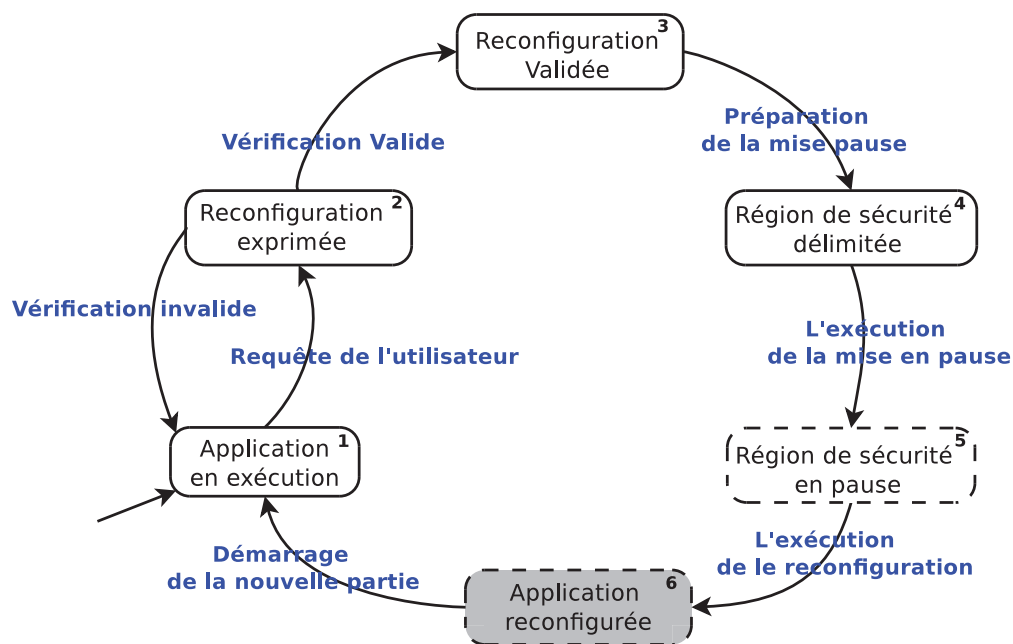 Reconfiguration 3
Validée
Vérification Valide
Préparation
de la mise pause
Reconfiguration 2
exprimée
Région de sécurité 4
délimitée
Vérification invalide
Requête de l'utilisateur
L'exécution
de la mise en pause
Application 1
en exécution
Région de sécurité 5
en pause
Démarrage
de la nouvelle partie
L'exécution
de le reconfiguration
Application 6
reconfigurée